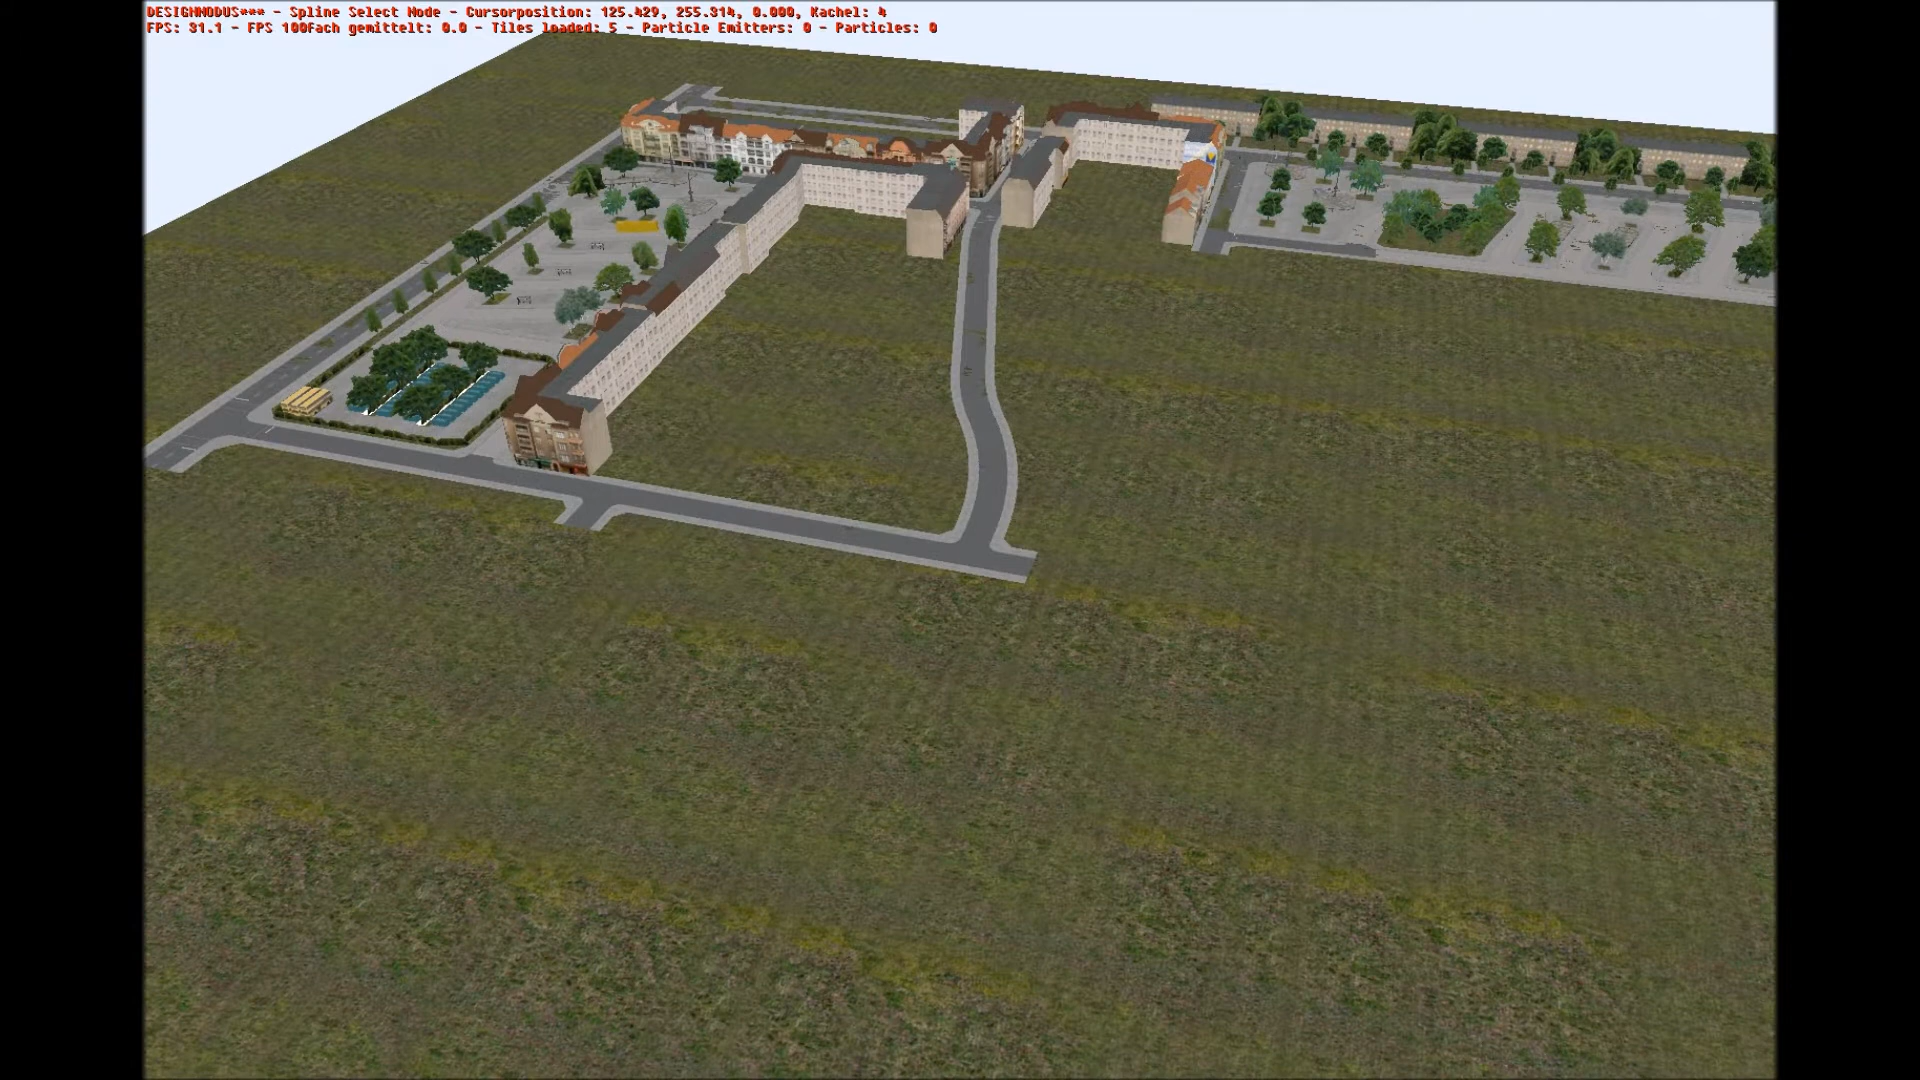 DESIGNMODUS*** - Spline Select Mode - Cursorposition: 125.429, 255.314, 0.000, Kachel: 4
FPS: 31.1 - FPS 100Fach gemittelt: 0.0 - Tiles loaded: 5 - Particle Emitters: 0 - Particles: 0